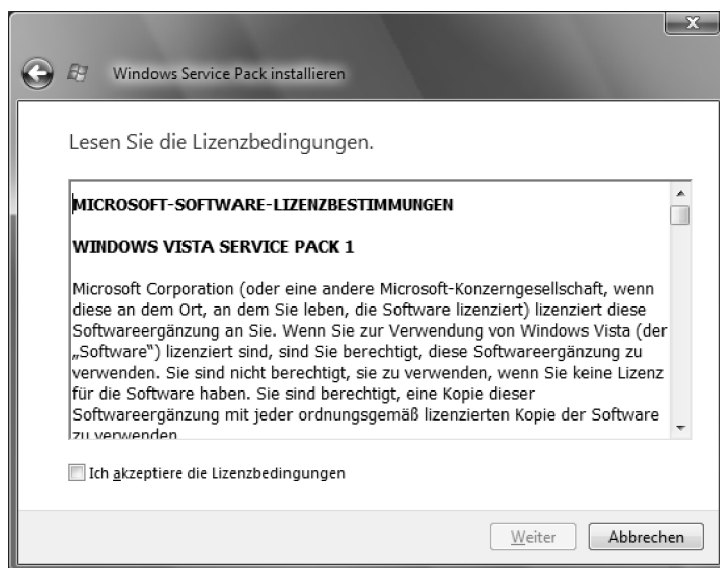 Windows Service Pack installieren
Lesen Sie die Lizenzbedingungen.
MICROSOFT-SOFTWARE-LIZENZBESTIMMUNGEN
WINDOWS VISTA SERVICE PACK 1
Microsoft Corporation (oder eine andere Microsoft-Konzerngesellschaft, wenn
diese an dem Ort, an dem Sie leben, die Software lizenziert) lizenziert diese
Softwareergänzung an Sie. Wenn Sie zur Verwendung von Windows Vista (der
„Software“) lizenziert sind, sind Sie berechtigt, diese Softwareergänzung zu
verwenden. Sie sind nicht berechtigt, sie zu verwenden, wenn Sie keine Lizenz
für die Software haben. Sie sind berechtigt, eine Kopie dieser
Softwareergänzung mit jeder ordnungsgemäß lizenzierten Kopie der Software
zu verwenden
Ich akzeptiere die Lizenzbedingungen
Weiter
Abbrechen